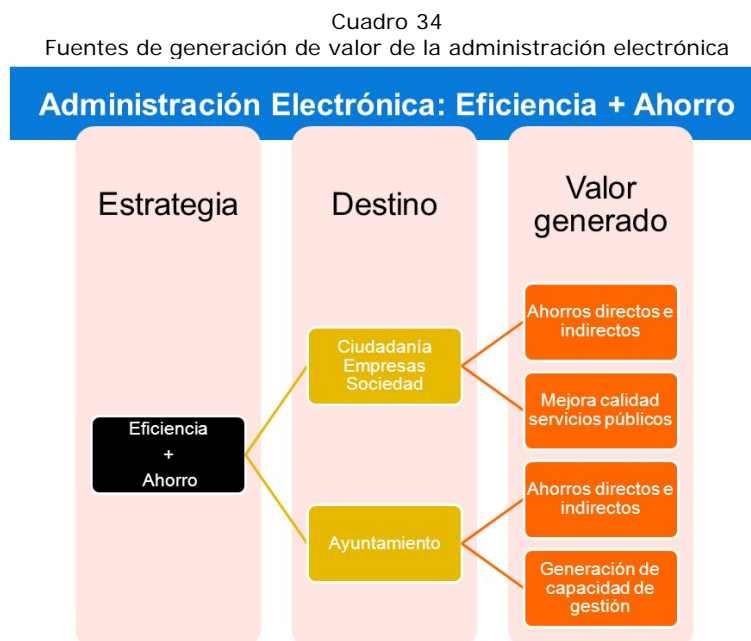 Cuadro 34
Fuentes de generación de valor de la administración electrónica
Administración Electrónica: Eficiencia + Ahorro
Estrategia
Destino
Valor
generado
Eficiencia
+
Ahorro
Ciudadanía
Empresas
Sociedad
Ayuntamiento
Ahorros directos e
indirectos
Mejora calidad
servicios públicos
Ahorros directos e
indirectos
Generación de
capacidad de
gestión